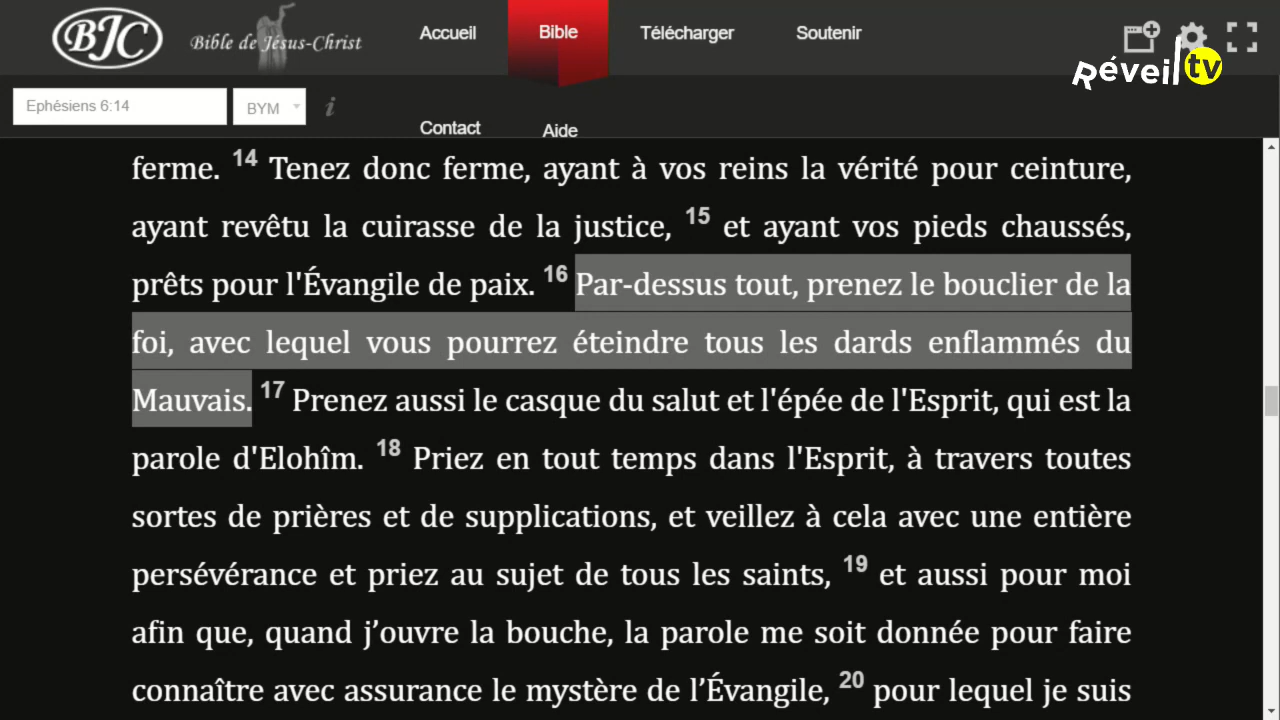 BJC Bible de Jésus-Christ Accueil Bible Télécharger Soutenir
Réveil tv
Ephésiens 6:14 BYM i
Contact Aide
ferme. 14 Tenez donc ferme, ayant à vos reins la vérité pour ceinture,
ayant revêtu la cuirasse de la justice, 15 et ayant vos pieds chaussés,
prêts pour l'Évangile de paix. 16 Par-dessus tout, prenez le bouclier de la
foi, avec lequel vous pourrez éteindre tous les dards enflammés du
Mauvais. 17 Prenez aussi le casque du salut et l'épée de l'Esprit, qui est la
parole d'Elohîm. 18 Priez en tout temps dans l'Esprit, à travers toutes
sortes de prières et de supplications, et veillez à cela avec une entière
persévérance et priez au sujet de tous les saints, 19 et aussi pour moi
afin que, quand j’ouvre la bouche, la parole me soit donnée pour faire
connaître avec assurance le mystère de l’Évangile, 20 pour lequel je suis